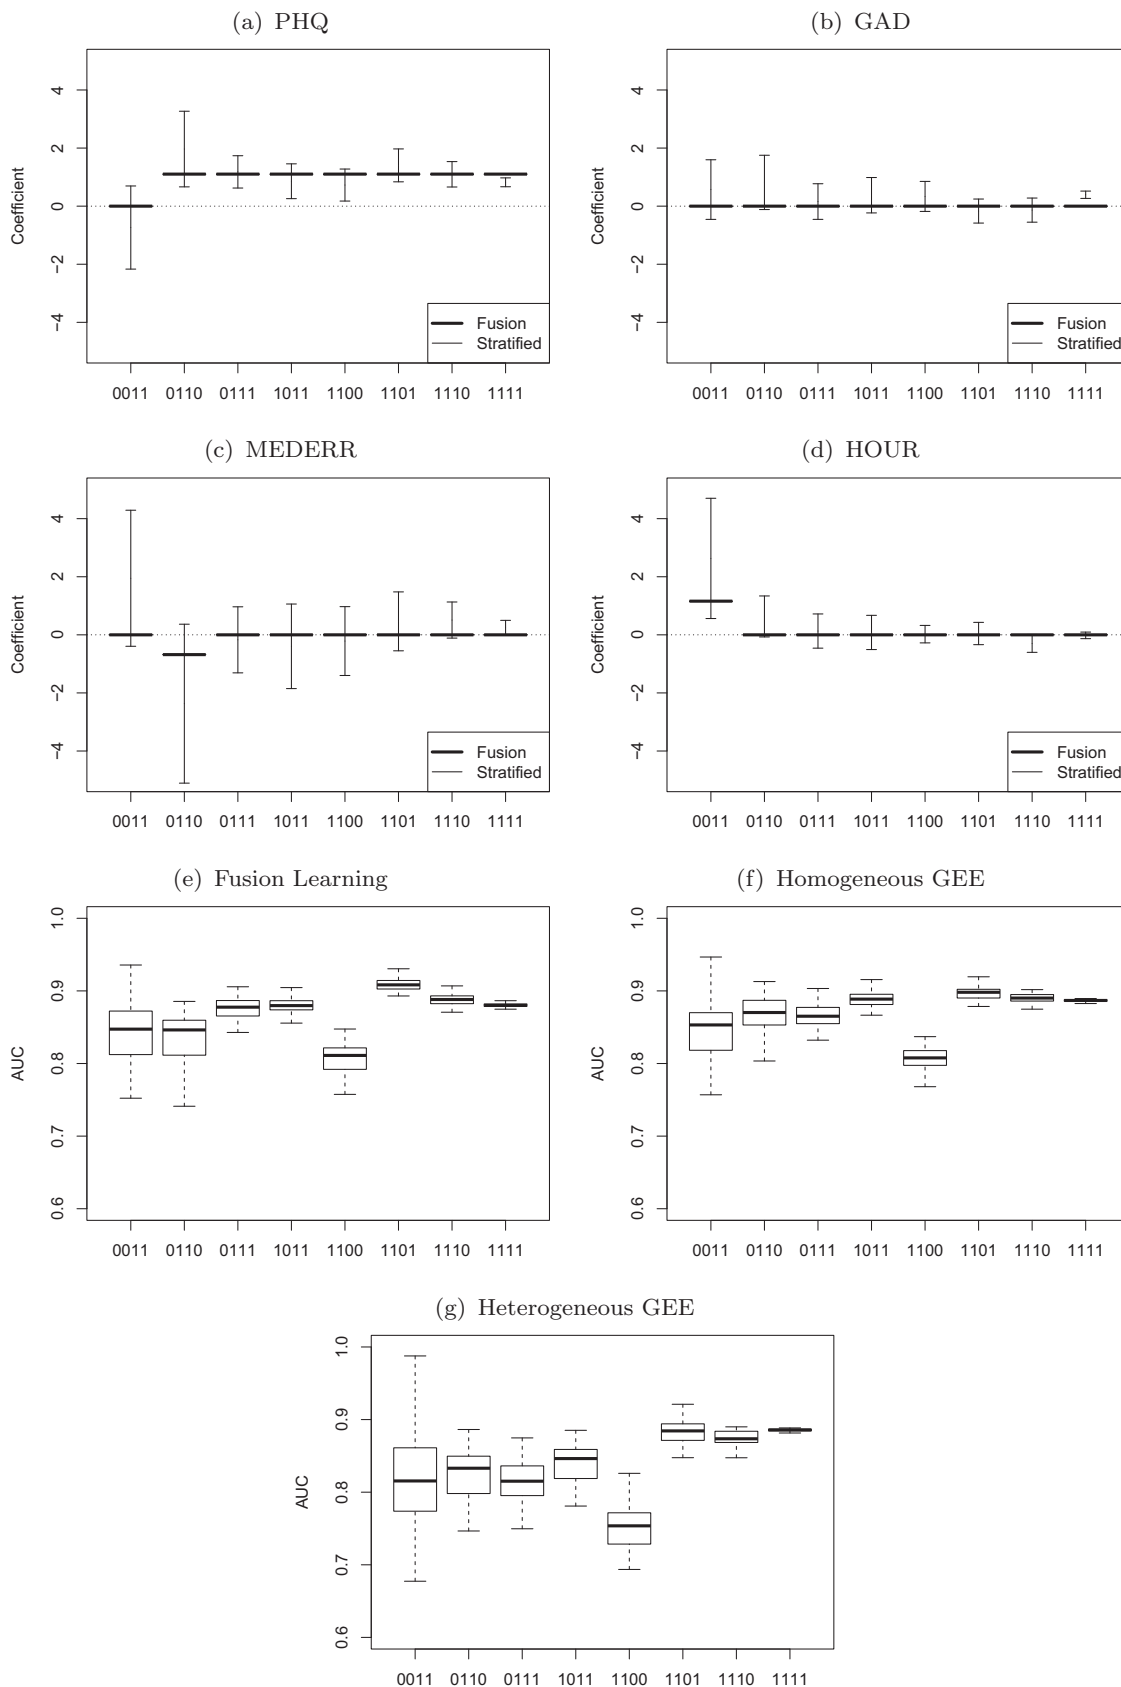 (a) PHQ
(b) GAD
Coefficient
4
2
0
−2
−4
Fusion
Stratified
0011 0110 0111 1011 1100 1101 1110 1111
Coefficient
4
2
0
−2
−4
Fusion
Stratified
0011 0110 0111 1011 1100 1101 1110 1111
(c) MEDERR
(d) HOUR
Coefficient
4
2
0
−2
−4
Fusion
Stratified
0011 0110 0111 1011 1100 1101 1110 1111
Coefficient
4
2
0
−2
−4
Fusion
Stratified
0011 0110 0111 1011 1100 1101 1110 1111
(e) Fusion Learning
(f) Homogeneous GEE
AUC
1.0
0.9
0.8
0.7
0.6
0011 0110 0111 1011 1100 1101 1110 1111
AUC
1.0
0.9
0.8
0.7
0.6
0011 0110 0111 1011 1100 1101 1110 1111
(g) Heterogeneous GEE
AUC
1.0
0.9
0.8
0.7
0.6
0011 0110 0111 1011 1100 1101 1110 1111